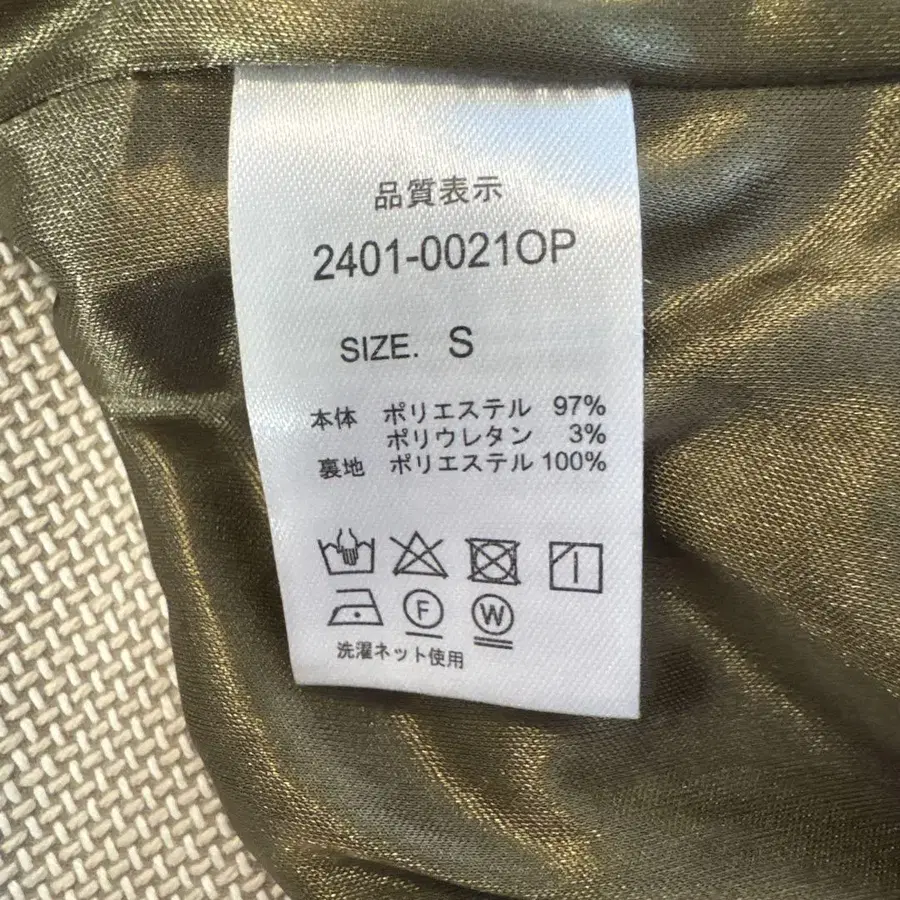 品質表示
2401-0021OP
SIZE. S
本体 ポリエステル 97%
ポリウレタン 3%
裏地 ポリエステル 100%
F W
洗濯ネット使用